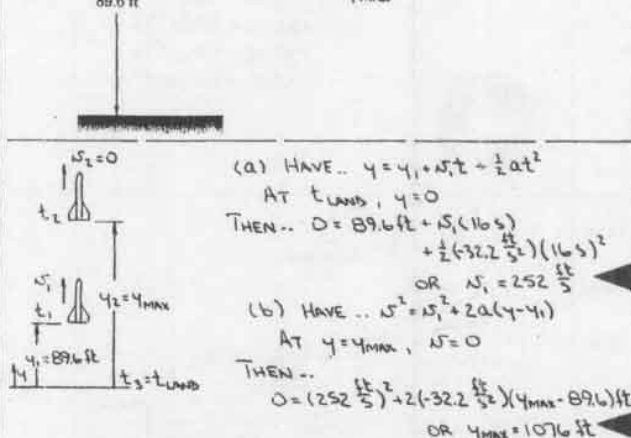 89.6 ft
v₂=0
t₂
v₁
t₁
y₂=yMAX
y₁=89.6 ft
y
t₃=tLAND
(a) HAVE.. y = y₁ + v₁t + ½at²
AT tLAND, y=0
THEN.. 0 = 89.6 ft + v₁(16 s)
+ ½(-32.2 ft/s²)(16 s)²
OR v₁ = 252 ft/s
(b) HAVE .. v² = v₁² + 2a(y-y₁)
AT y=yMAX, v=0
THEN..
0=(252 ft/s)²+2(-32.2 ft/s²)(yMAX-89.6)ft
OR yMAX=1076 ft